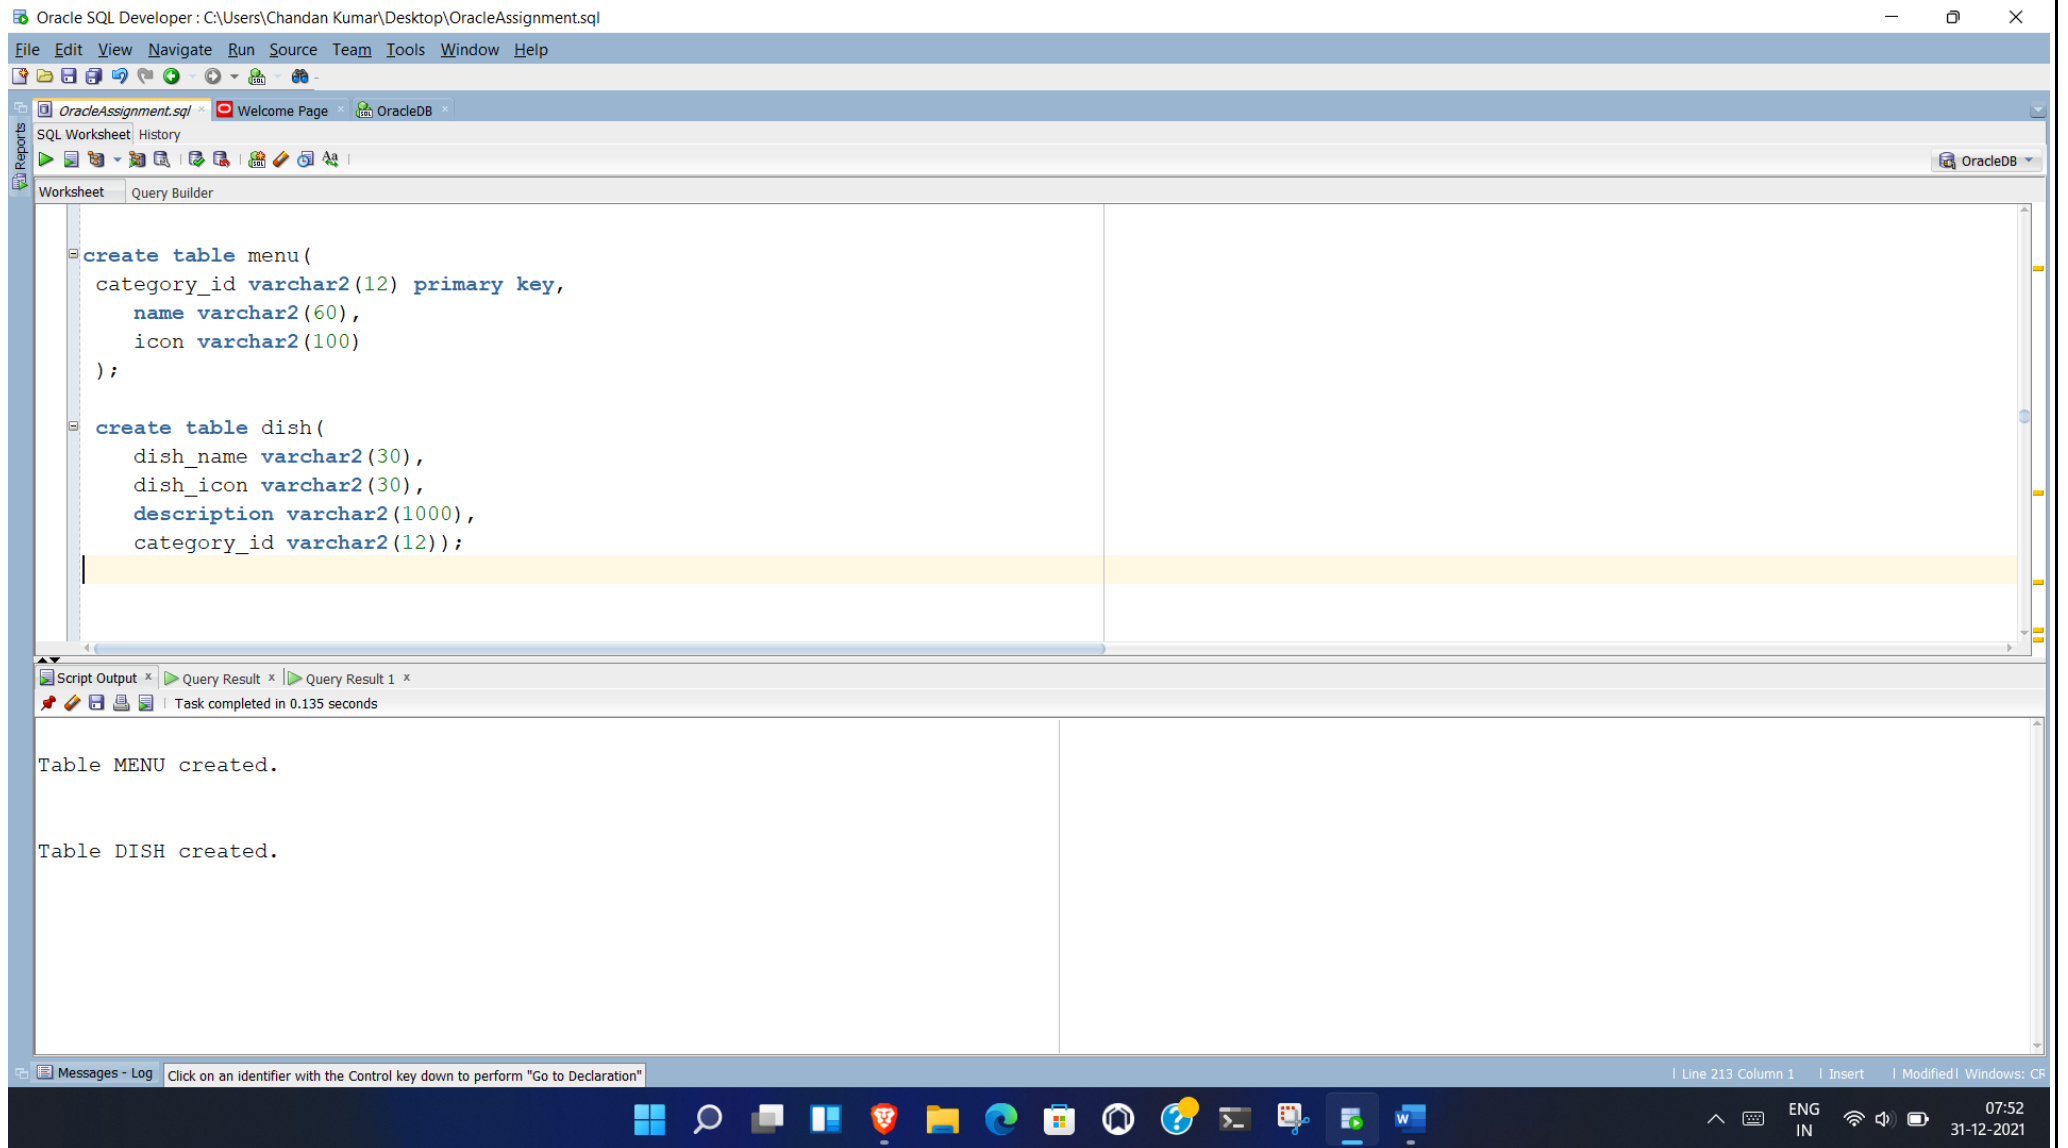 Oracle SQL Developer : C:\Users\Chandan Kumar\Desktop\OracleAssignment.sql
File Edit View Navigate Run Source Team Tools Window Help
OracleAssignment.sql Welcome Page OracleDB
Reports
SQL Worksheet History
OracleDB
Worksheet Query Builder
create table menu(
category_id varchar2(12) primary key,
name varchar2(60),
icon varchar2(100)
);
create table dish(
dish_name varchar2(30),
dish_icon varchar2(30),
description varchar2(1000),
category_id varchar2(12));
Script Output Query Result Query Result 1
Task completed in 0.135 seconds
Table MENU created.
Table DISH created.
Messages - Log Click on an identifier with the Control key down to perform "Go to Declaration"
Line 213 Column 1 Insert Modified Windows: CR
ENG
IN
07:52
31-12-2021